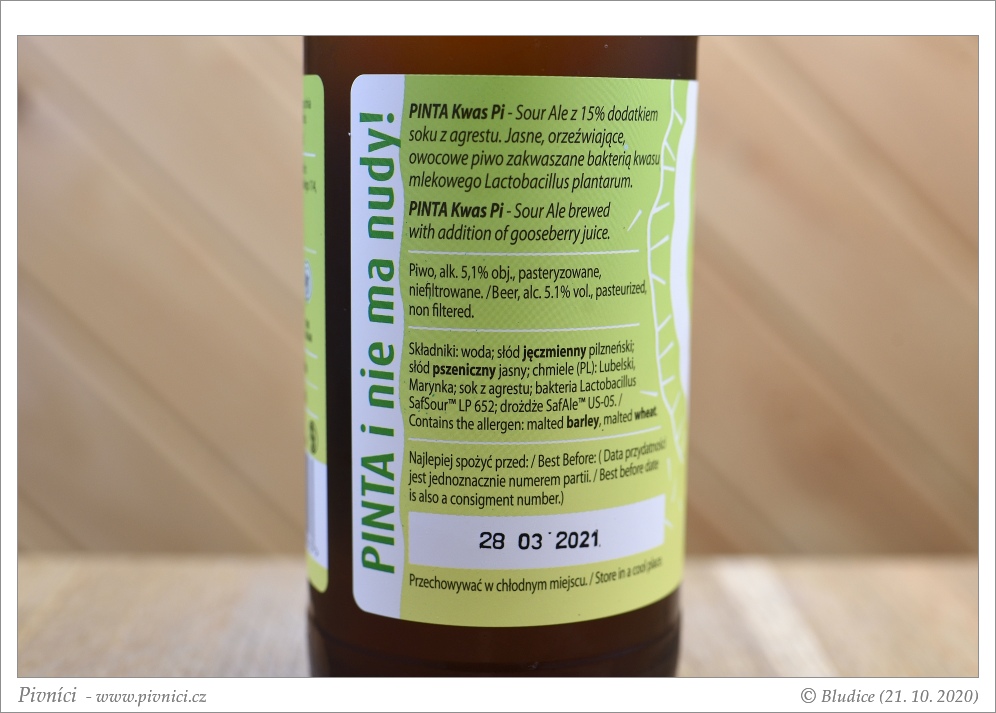 PINTA i nie ma nudy!
PINTA Kwas Pi - Sour Ale z 15% dodatkiem
soku z agrestu. Jasne, orzeźwiające,
owocowe piwo zakwaszane bakterią kwasu
mlekowego Lactobacillus plantarum.
PINTA Kwas Pi - Sour Ale brewed
with addition of gooseberry juice.
Piwo, alk. 5,1% obj., pasteryzowane,
niefiltrowane. /Beer, alc. 5.1% vol., pasteurized,
non filtered.
Składniki: woda; słód jęczmienny pilzneński;
słód pszeniczny jasny; chmiele (PL): Lubelski,
Marynka; sok z agrestu; bakteria Lactobacillus
SafSour™ LP 652; drożdże SafAle™ US-05. /
Contains the allergen: malted barley, malted wheat.
Najlepiej spożyć przed: / Best Before: ( Data przydatności
jest jednoznacznie numerem partii. / Best before date
is also a consigment number.)
28 03 2021
Przechowywać w chłodnym miejscu. / Store in a cool place.
Pivníci - www.pivnici.cz
© Bludice (21. 10. 2020)